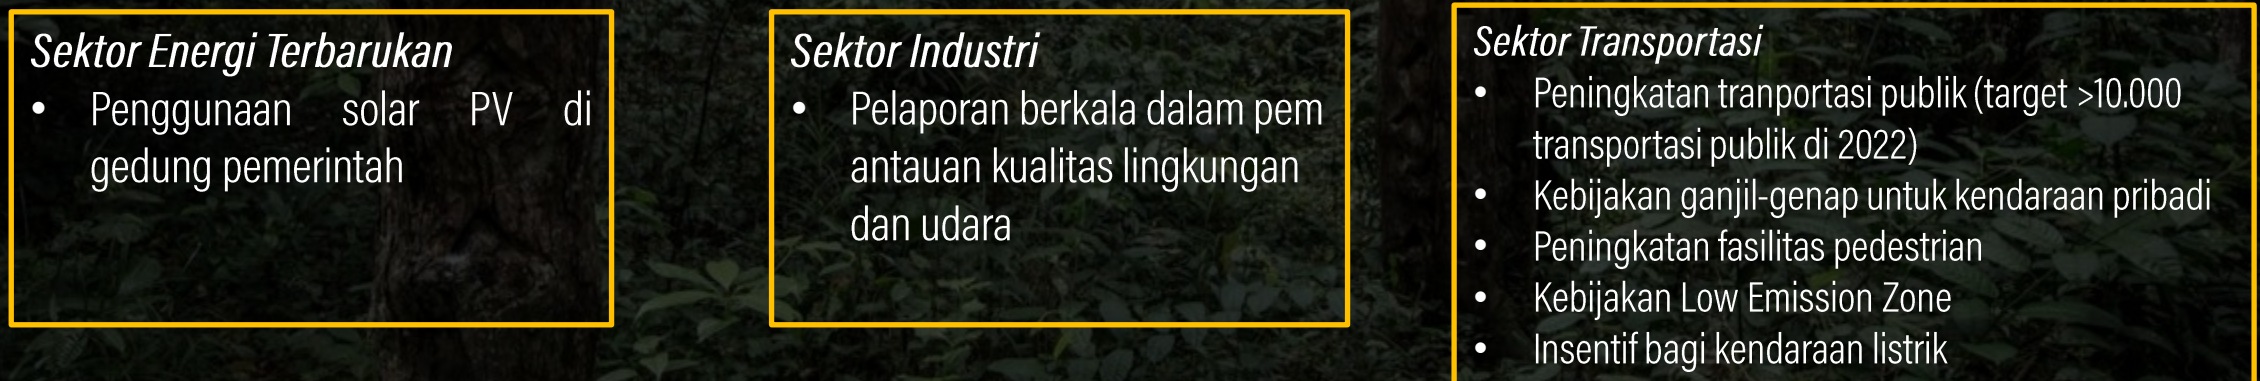 Sektor Energi Terbarukan
• Penggunaan solar PV di
gedung pemerintah
Sektor Industri
• Pelaporan berkala dalam pem
antauan kualitas lingkungan
dan udara
Sektor Transportasi
• Peningkatan tranportasi publik (target >10.000
transportasi publik di 2022)
• Kebijakan ganjil-genap untuk kendaraan pribadi
• Peningkatan fasilitas pedestrian
• Kebijakan Low Emission Zone
• Insentif bagi kendaraan listrik